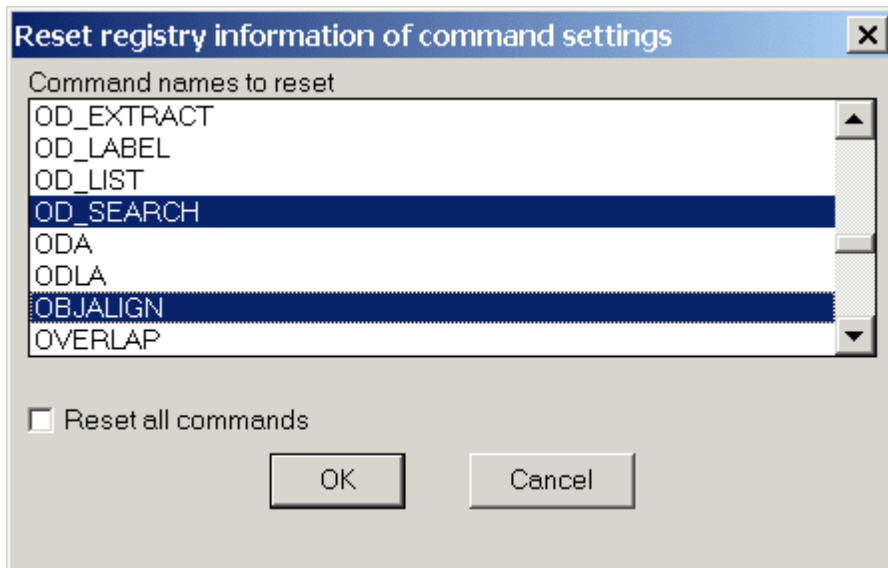 Reset registry information of command settings
Command names to reset
OD_EXTRACT
OD_LABEL
OD_LIST
OD_SEARCH
ODA
ODLA
OBJALIGN
OVERLAP
Reset all commands
OK Cancel